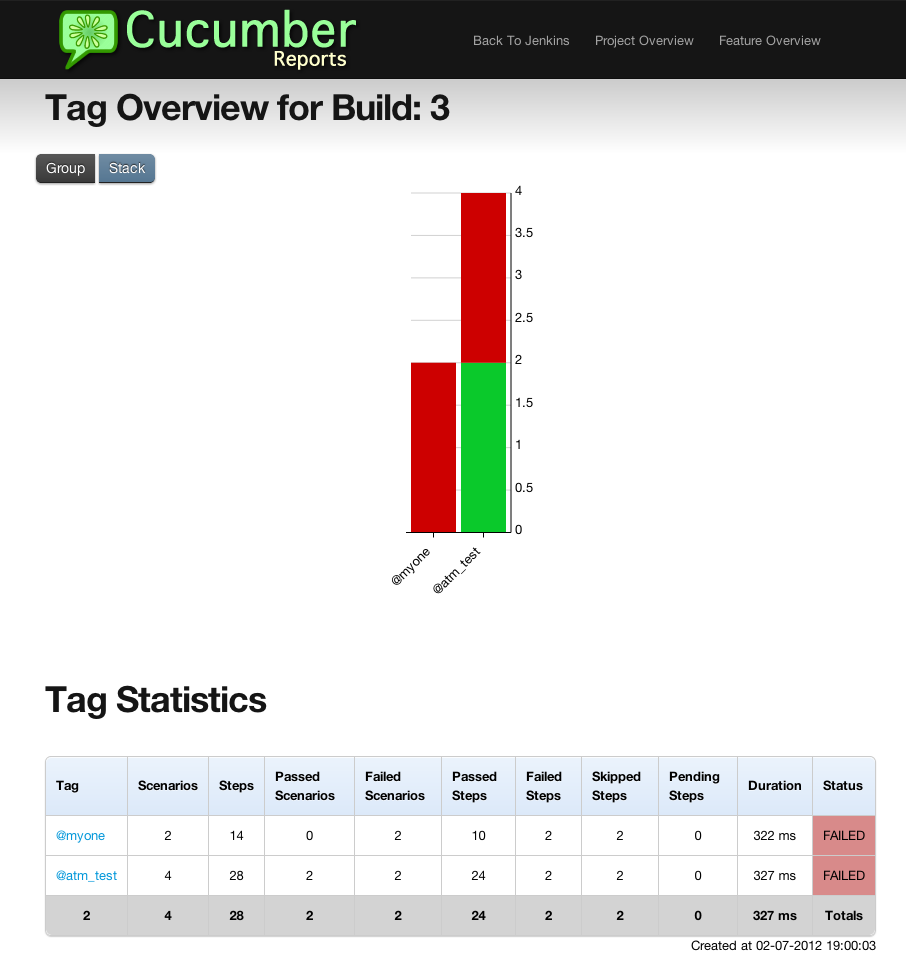 Cucumber
Reports
Back To Jenkins Project Overview Feature Overview
Tag Overview for Build: 3
Group Stack
4
3.5
3
2.5
2
1.5
1
0.5
0
@myone @atm_test
Tag Statistics
Tag Scenarios Steps Passed Scenarios Failed Scenarios Passed Steps Failed Steps Skipped Steps Pending Steps Duration Status
@myone 2 14 0 2 10 2 2 0 322 ms FAILED
@atm_test 4 28 2 2 24 2 2 0 327 ms FAILED
2 4 28 2 2 24 2 2 0 327 ms Totals
Created at 02-07-2012 19:00:03